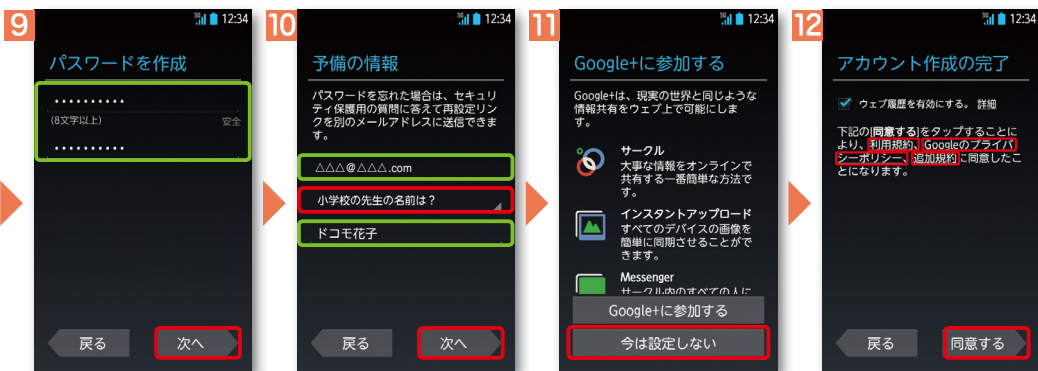 9
3G 12:34
パスワードを作成
••••••••••
(8文字以上) 安全
••••••••••
戻る 次へ
10
3G 12:34
予備の情報
パスワードを忘れた場合は、セキュリ
ティ保護用の質問に答えて再設定リン
クを別のメールアドレスに送信できま
す。
△△△@△△△.com
小学校の先生の名前は？
ドコモ花子
戻る 次へ
11
3G 12:34
Google+に参加する
Google+は、現実の世界と同じような
情報共有をウェブ上で可能にしま
す。
サークル
大事な情報をオンラインで
共有する一番簡単な方法で
す。
インスタントアップロード
すべてのデバイスの画像を
簡単に同期させることがで
きます。
Messenger
サークル内のすべての人に
Google+に参加する
今は設定しない
12
3G 12:34
アカウント作成の完了
ウェブ履歴を有効にする。 詳細
下記の[同意する]をタップすることに
より、利用規約、Googleのプライバ
シーポリシー、追加規約 に同意したこ
とになります。
戻る 同意する